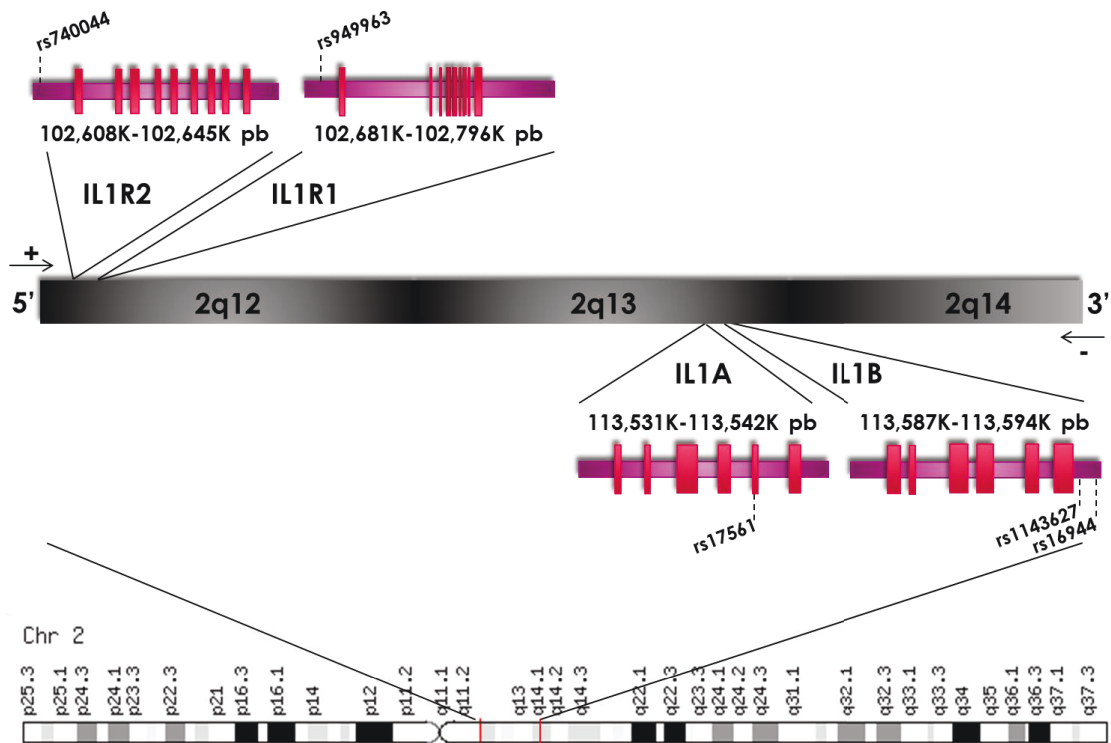 rs740044
rs949963
102,608K-102,645K pb
102,681K-102,796K pb
IL1R2
IL1R1
+
5’
2q12
2q13
2q14
3’
-
IL1A
IL1B
113,531K-113,542K pb
113,587K-113,594K pb
rs17561
rs1143627
rs16944
Chr 2
p25.3
p25.1
p24.3
p24.1
p23.3
p22.3
p21
p16.3
p16.1
p14
p12
p11.2
q11.1
q11.2
q13
q14.1
q14.2
q14.3
q22.1
q22.3
q23.3
q24.1
q24.2
q24.3
q31.1
q32.1
q32.3
q33.1
q33.3
q34
q35
q36.1
q36.3
q37.1
q37.3